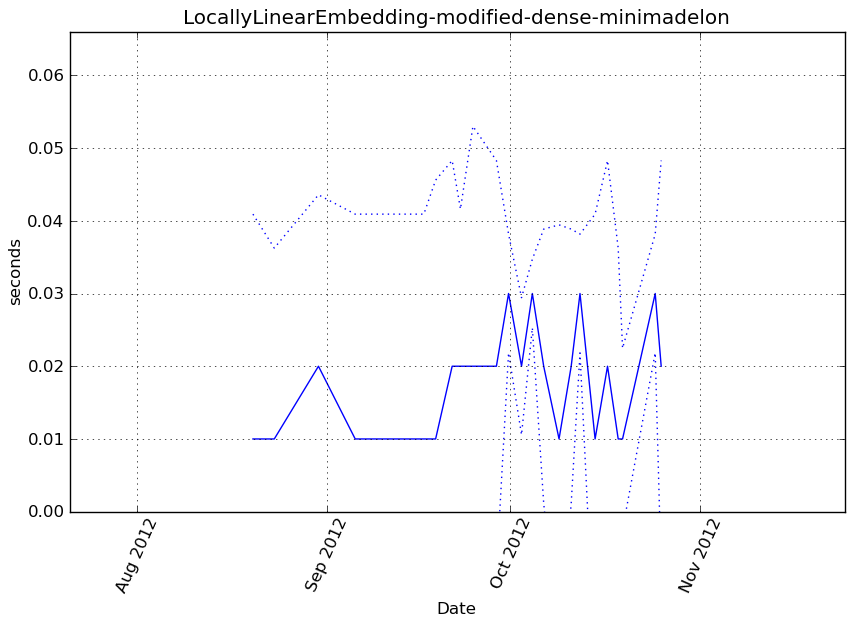 LocallyLinearEmbedding-modified-dense-minimadelon
0.06
0.05
0.04
0.03
0.02
0.01
0.00
seconds
Aug 2012
Sep 2012
Oct 2012
Nov 2012
Date